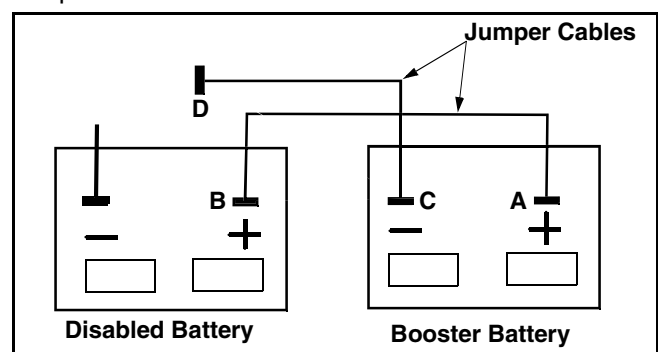 Jumper Cables
D
B
C
A
− + − +
Disabled Battery
Booster Battery